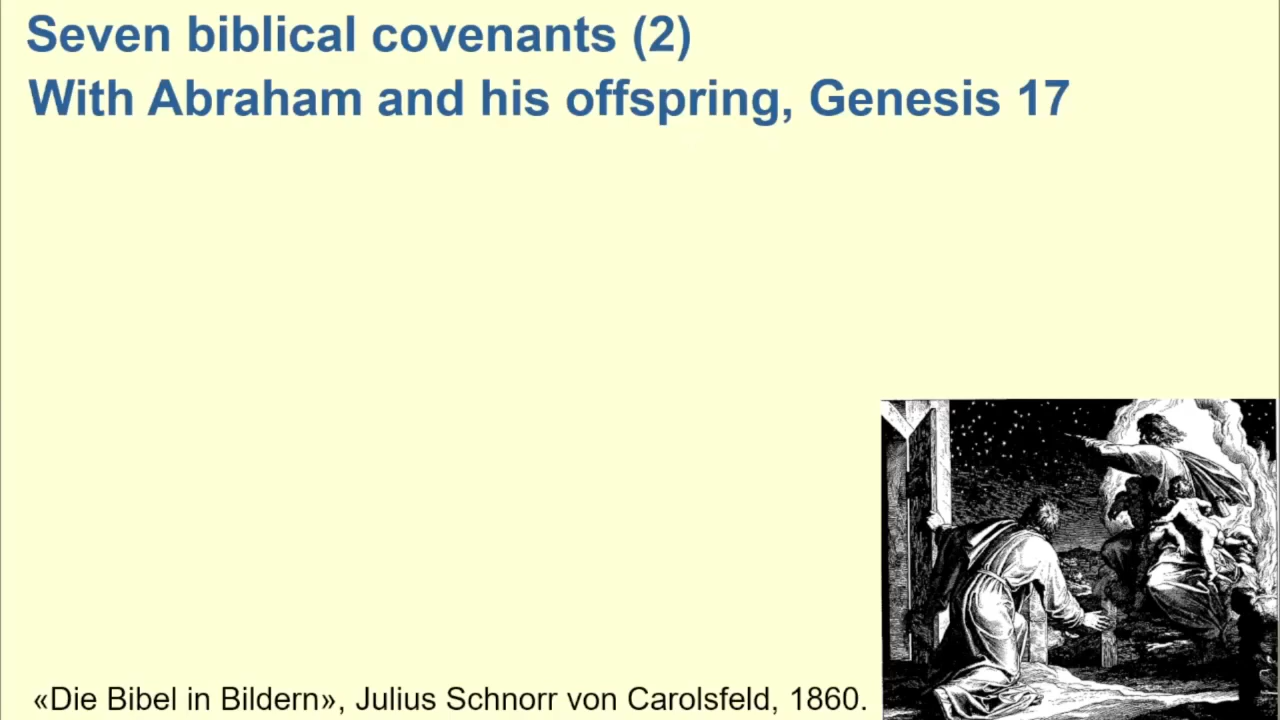 Seven biblical covenants (2)
With Abraham and his offspring, Genesis 17
«Die Bibel in Bildern», Julius Schnorr von Carolsfeld, 1860.